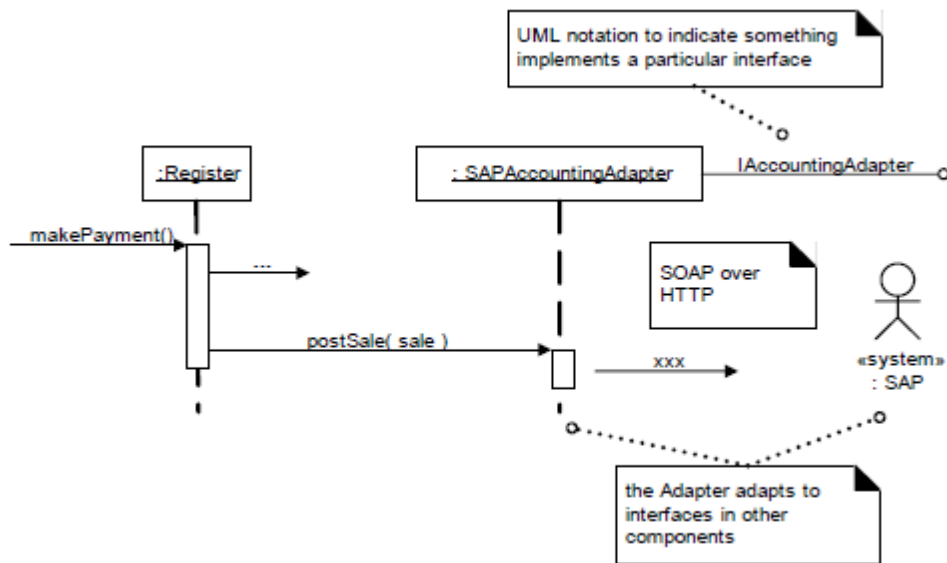 UML notation to indicate something
implements a particular interface
:Register
: SAPAccountingAdapter
IAccountingAdapter
makePayment()
...
SOAP over
HTTP
postSale( sale )
xxx
«system»
: SAP
the Adapter adapts to
interfaces in other
components